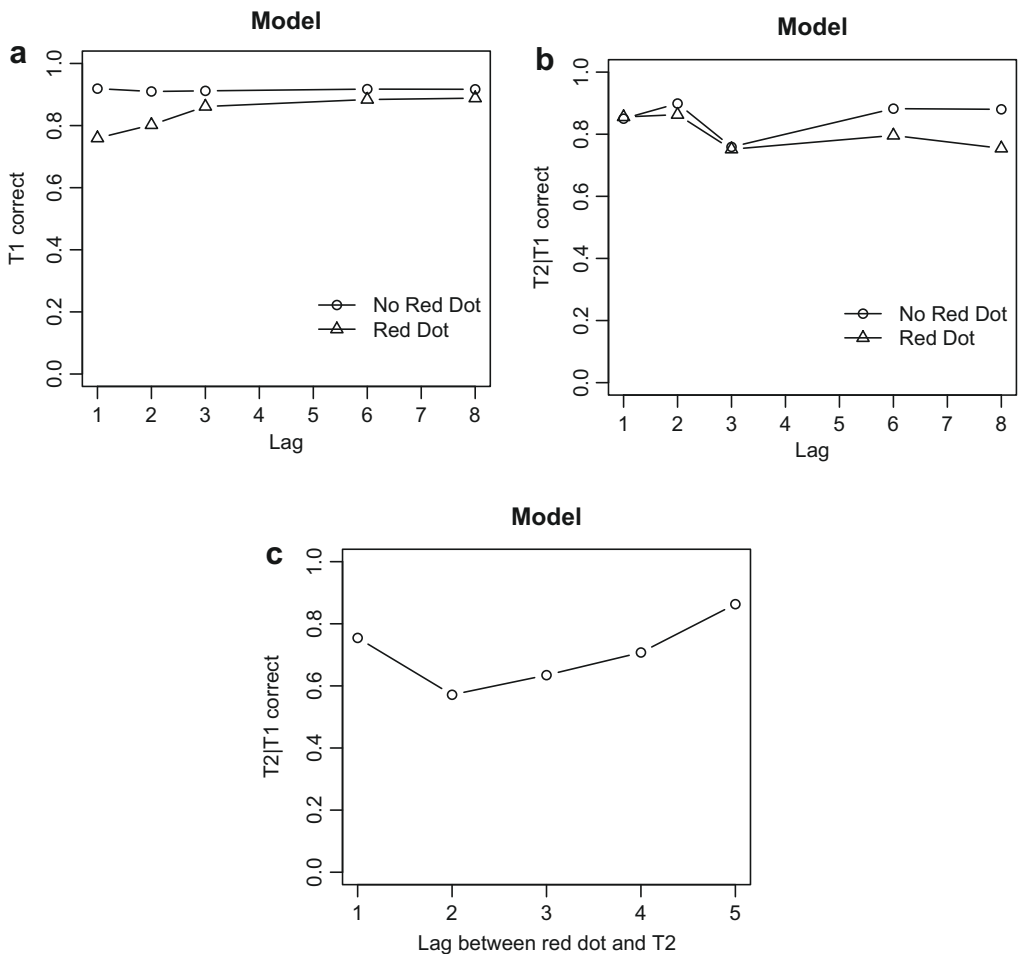 Model
a
T1 correct
1.0
0.8
0.6
0.4
0.2
0.0
No Red Dot
Red Dot
1 2 3 4 5 6 7 8
Lag
Model
b
T2|T1 correct
1.0
0.8
0.6
0.4
0.2
0.0
No Red Dot
Red Dot
1 2 3 4 5 6 7 8
Lag
Model
c
T2|T1 correct
1.0
0.8
0.6
0.4
0.2
0.0
1 2 3 4 5
Lag between red dot and T2